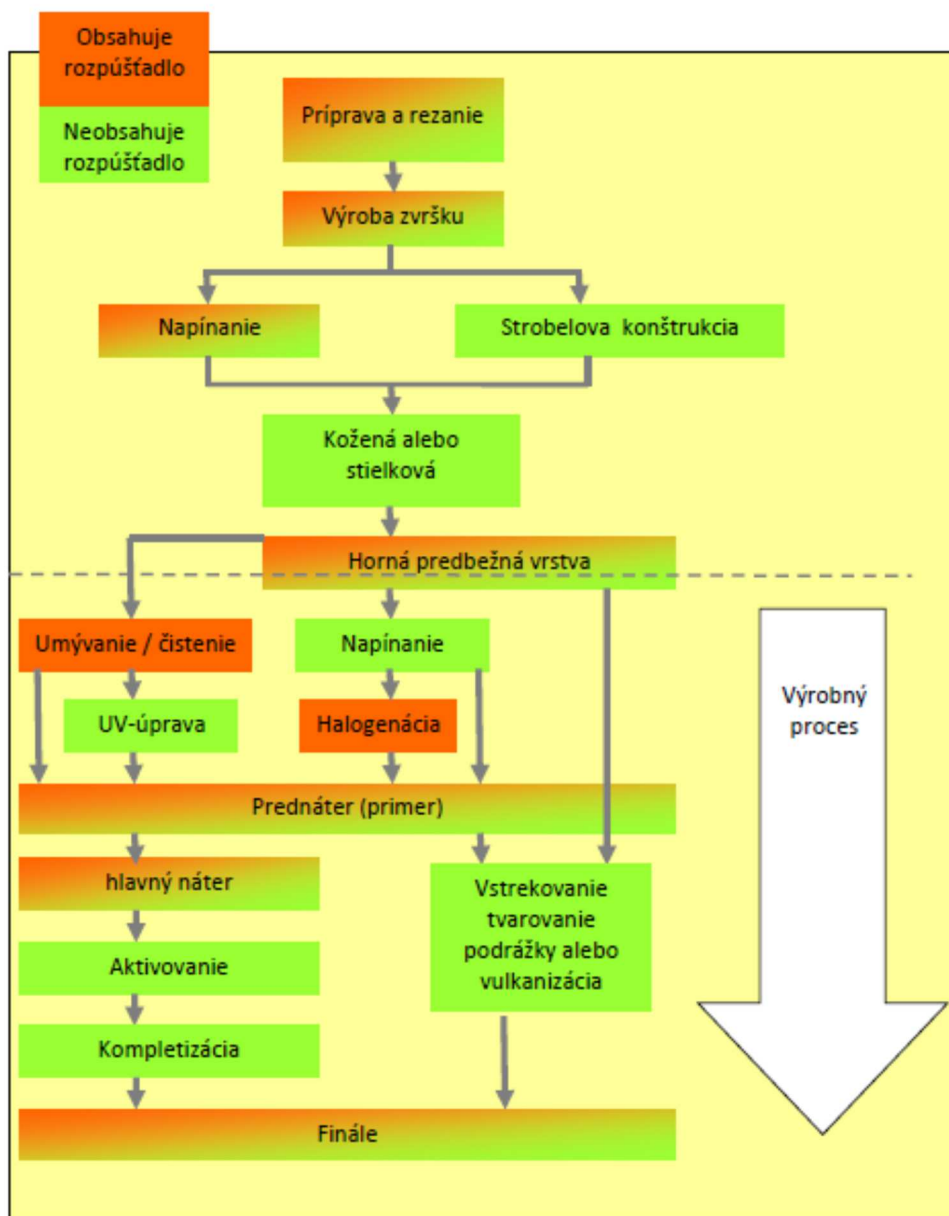 Obsahuje
rozpúšťadlo
Neobsahuje
rozpúšťadlo
Príprava a rezanie
Výroba zvršku
Napínanie
Strobelova konštrukcia
Kožená alebo
stielková
Horná predbežná vrstva
Umývanie / čistenie
Napínanie
UV-úprava
Halogenácia
Výrobný
proces
Prednáter (primer)
hlavný náter
Vstrekovanie
tvarovanie
podrážky alebo
vulkanizácia
Aktivovanie
Kompletizácia
Finále